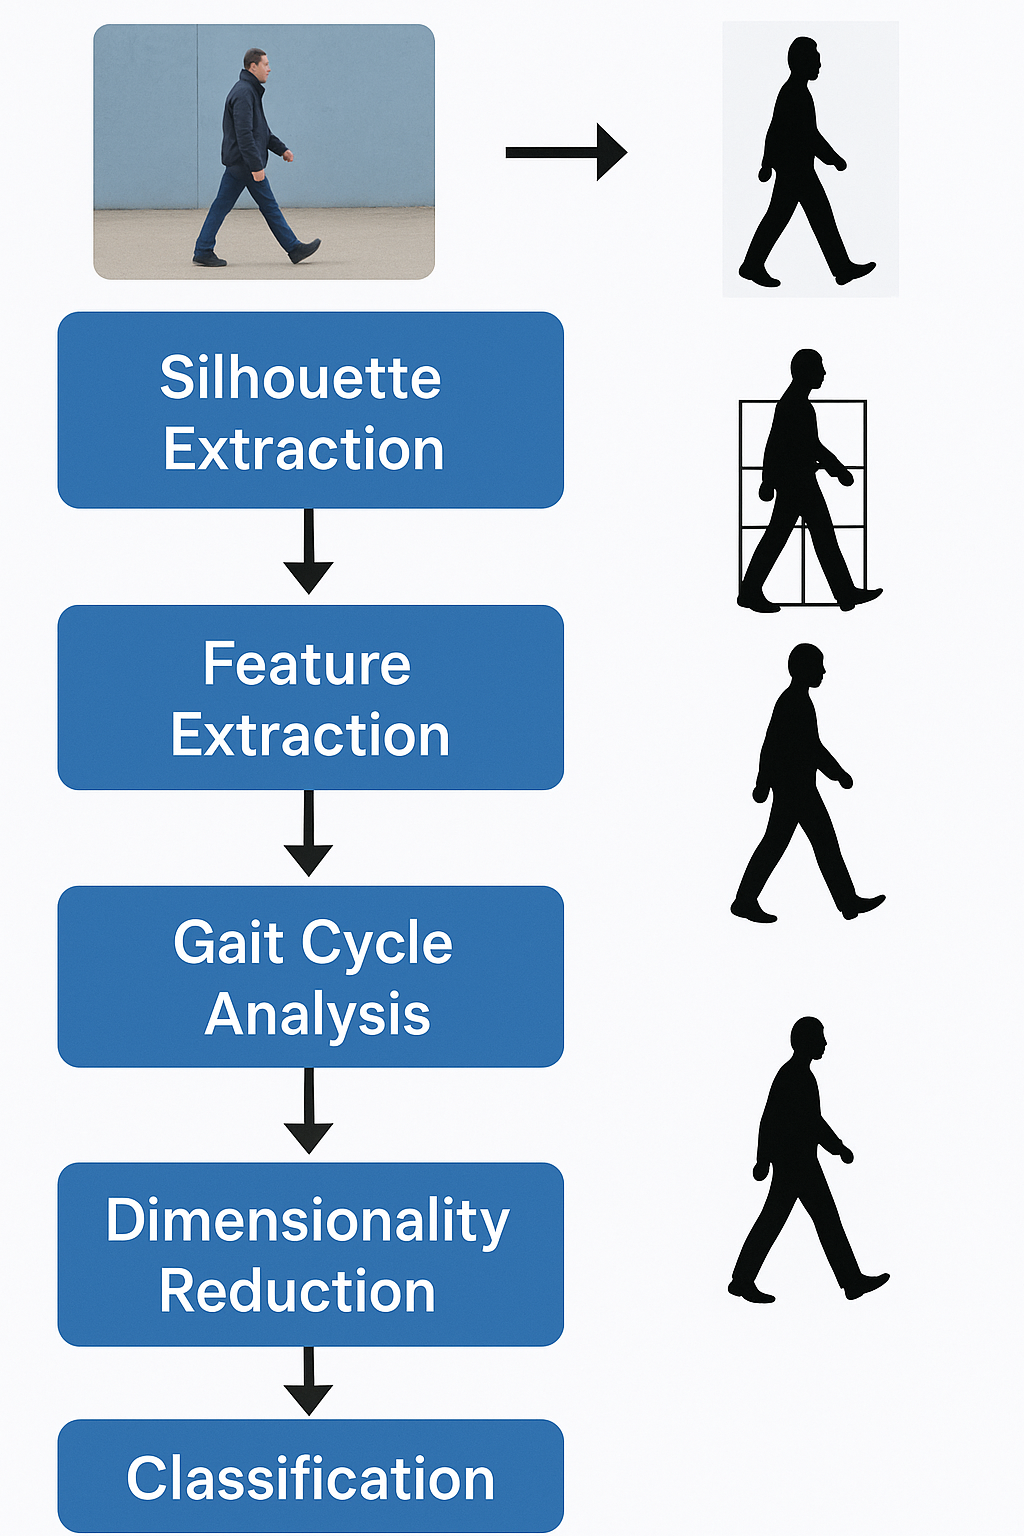 Silhouette
Extraction
Feature
Extraction
Gait Cycle
Analysis
Dimensionality
Reduction
Classification